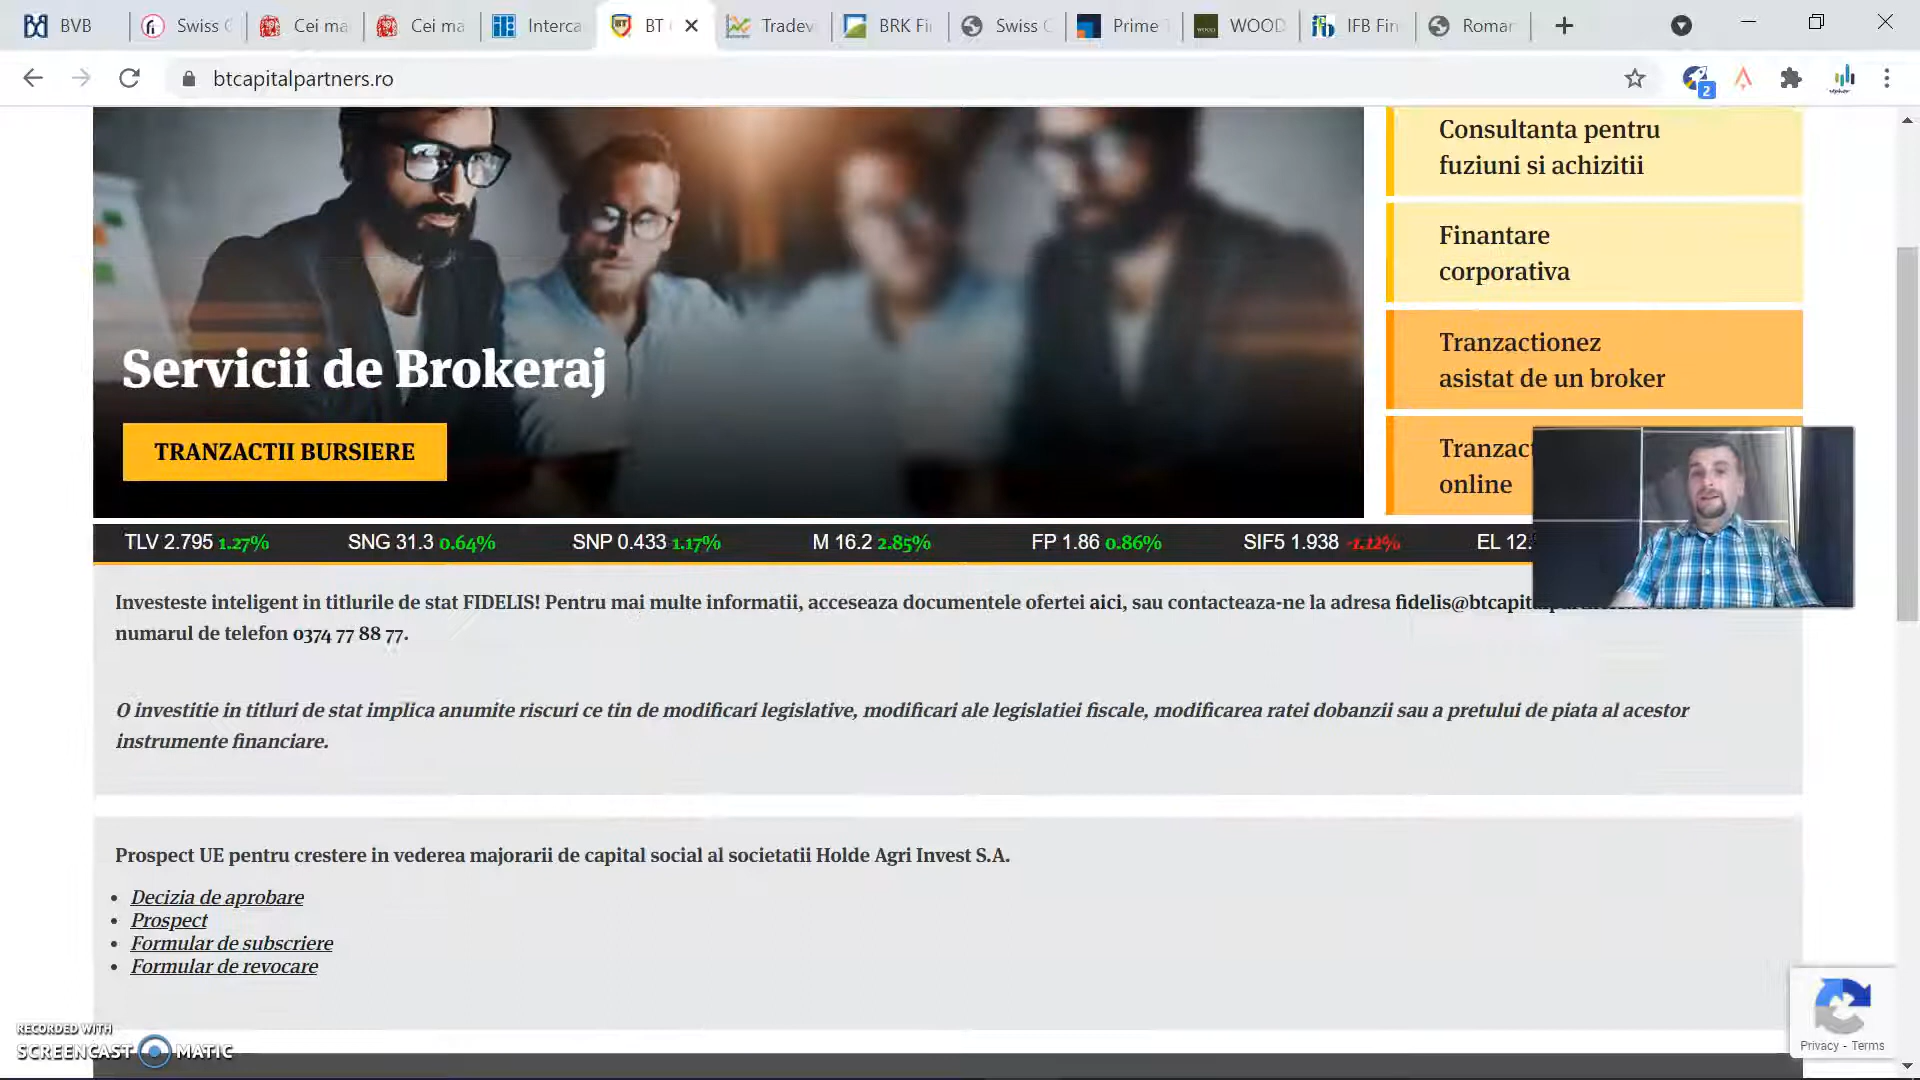 BVB
Swiss
Cei ma
Cei ma
Interca
BT
Tradev
BRK Fi
Swiss
Prime
WOOD
IFB Fin
Romar
btcapitalpartners.ro
2
Consultanta pentru
fuziuni si achizitii
Finantare
corporativa
Tranzactionez
asistat de un broker
Tranzact
online
Servicii de Brokeraj
TRANZACTII BURSIERE
TLV 2.795 1.27% SNG 31.3 0.64% SNP 0.433 1.17% M 16.2 2.85% FP 1.86 0.86% SIF5 1.938 -1.12% EL 12.
Investeste inteligent in titlurile de stat FIDELIS! Pentru mai multe informatii, acceseaza documentele ofertei aici, sau contacteaza-ne la adresa
numarul de telefon 0374 77 88 77.
O investitie in titluri de stat implica anumite riscuri ce tin de modificari legislative, modificari ale legislatiei fiscale, modificarea ratei dobanzii sau a pretului de piata al acestor
instrumente financiare.
Prospect UE pentru crestere in vederea majorarii de capital social al societatii Holde Agri Invest S.A.
• Decizia de aprobare
• Prospect
• Formular de subscriere
• Formular de revocare
RECORDED WITH
SCREENCAST MATIC
Privacy - Terms